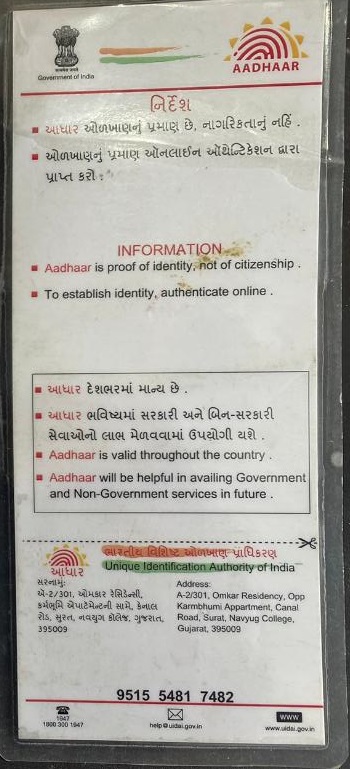 Government of India
AADHAAR
નિર્દેશ
આધાર ઓળખાણનું પ્રમાણ છે, નાગરિકતાનું નહિં .
ઓળખાણનું પ્રમાણ ઓનલાઈન ઑથેન્ટિકેશન દ્વારા
પ્રાપ્ત કરો .
INFORMATION
Aadhaar is proof of identity, not of citizenship .
To establish identity, authenticate online .
આધાર દેશભરમાં માન્ય છે .
આધાર ભવિષ્યમાં સરકારી અને બિન-સરકારી
સેવાઓનો લાભ મેળવવામાં ઉપયોગી થશે .
Aadhaar is valid throughout the country .
Aadhaar will be helpful in availing Government
and Non-Government services in future .
આધાર
ભારતીય વિશિષ્ટ ઓળખાણ પ્રાધિકરણ
Unique Identification Authority of India
સરનામું:
એ-2/301, ઓમકાર રેસિડેન્સી,
કર્મભૂમિ એપાર્ટમેન્ટની સામે, કેનાલ
રોડ, સુરત, નવયુગ કોલેજ, ગુજરાત,
395009
Address:
A-2/301, Omkar Residency, Opp
Karmbhumi Appartment, Canal
Road, Surat, Navyug College,
Gujarat, 395009
9515 5481 7482
1947
1800 300 1947
help@uidai.gov.in
WWW
www.uidai.gov.in